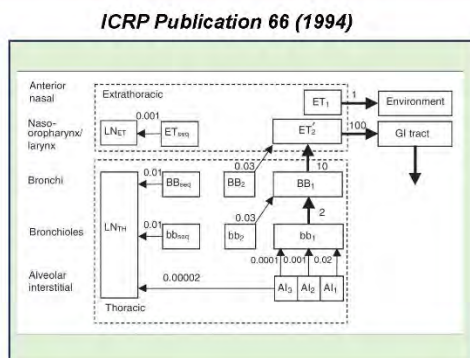 ICRP Publication 66 (1994)
Anterior nasal
Extrathoracic
ET1
1
Environment
Naso-oropharynx/larynx
LNET
0.001
ETseq
ET'2
100
GI tract
0.03
10
Bronchi
0.01
BBseq
BB2
BB1
0.03
2
Bronchioles
LNTH
0.01
bbseq
bb2
bb1
0.0001
0.001
0.02
Alveolar interstitial
0.00002
AI3
AI2
AI1
Thoracic